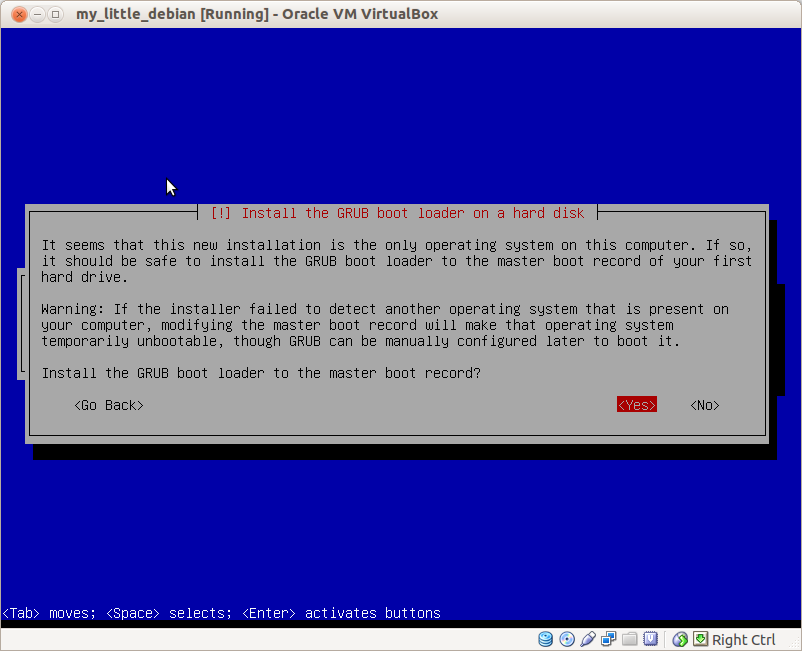 my_little_debian [Running] - Oracle VM VirtualBox
[!] Install the GRUB boot loader on a hard disk
It seems that this new installation is the only operating system on this computer. If so,
it should be safe to install the GRUB boot loader to the master boot record of your first
hard drive.
Warning: If the installer failed to detect another operating system that is present on
your computer, modifying the master boot record will make that operating system
temporarily unbootable, though GRUB can be manually configured later to boot it.
Install the GRUB boot loader to the master boot record?
<Go Back> <Yes> <No>
<Tab> moves; <Space> selects; <Enter> activates buttons
Right Ctrl